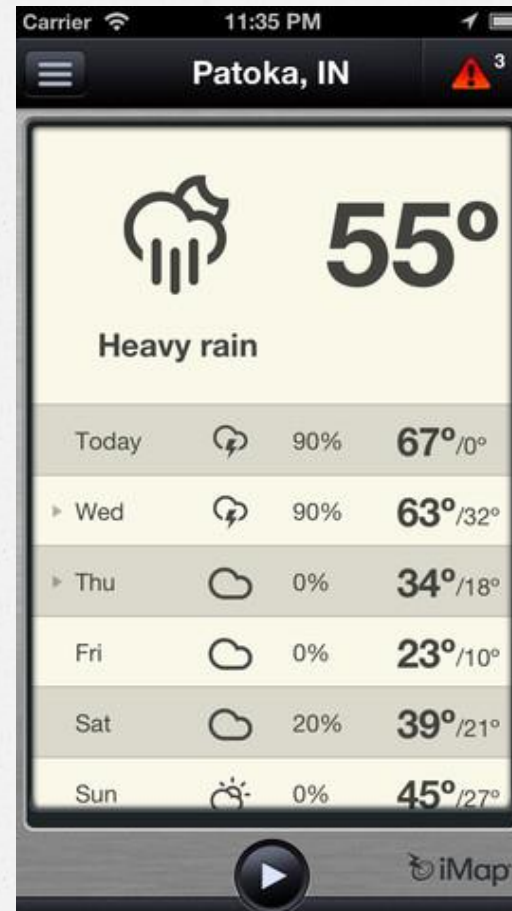 Carrier 11:35 PM
Patoka, IN 3
55º
Heavy rain
Today 90% 67º/0º
Wed 90% 63º/32º
Thu 0% 34º/18º
Fri 0% 23º/10º
Sat 20% 39º/21º
Sun 0% 45º/27º
iMap